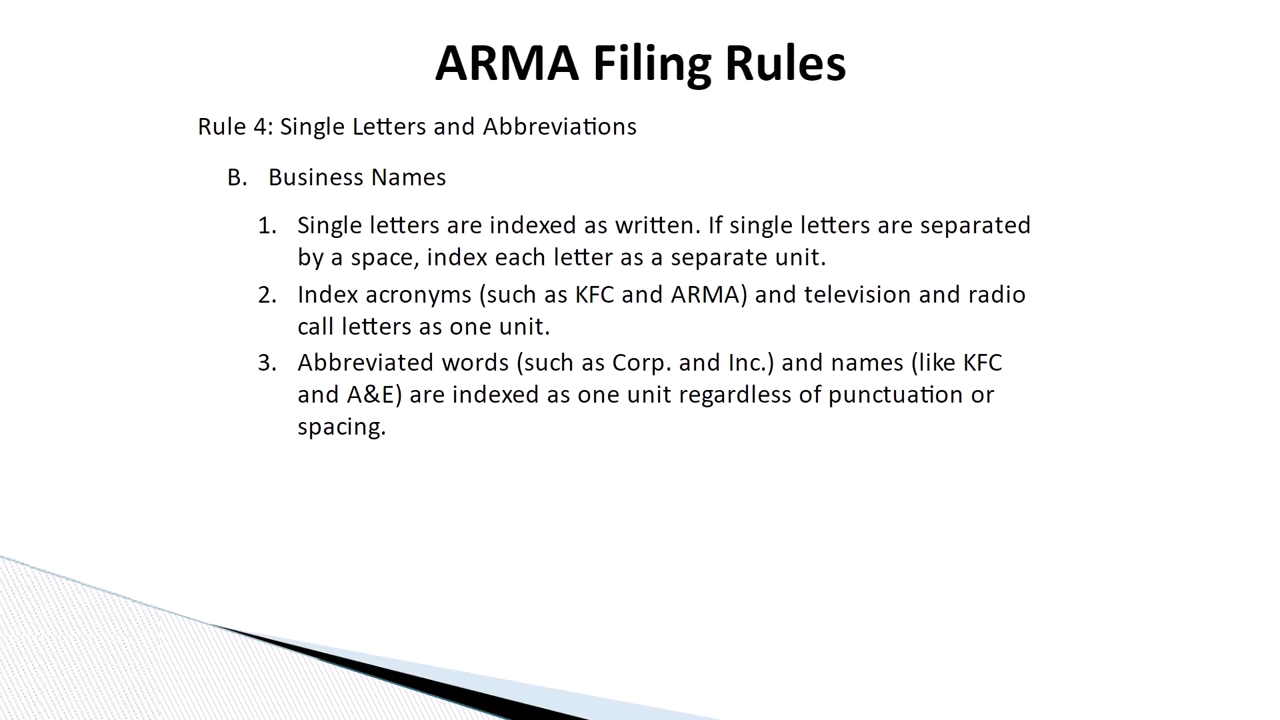 ARMA Filing Rules
Rule 4: Single Letters and Abbreviations
B. Business Names
1. Single letters are indexed as written. If single letters are separated
by a space, index each letter as a separate unit.
2. Index acronyms (such as KFC and ARMA) and television and radio
call letters as one unit.
3. Abbreviated words (such as Corp. and Inc.) and names (like KFC
and A&E) are indexed as one unit regardless of punctuation or
spacing.